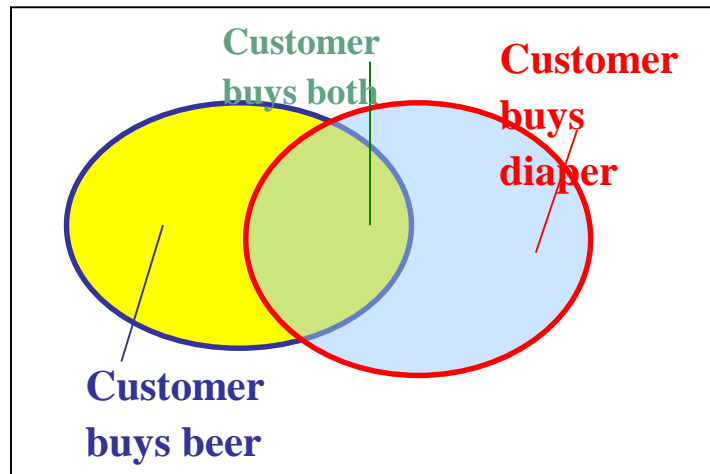 Customer
buys both
Customer
buys
diaper
Customer
buys beer